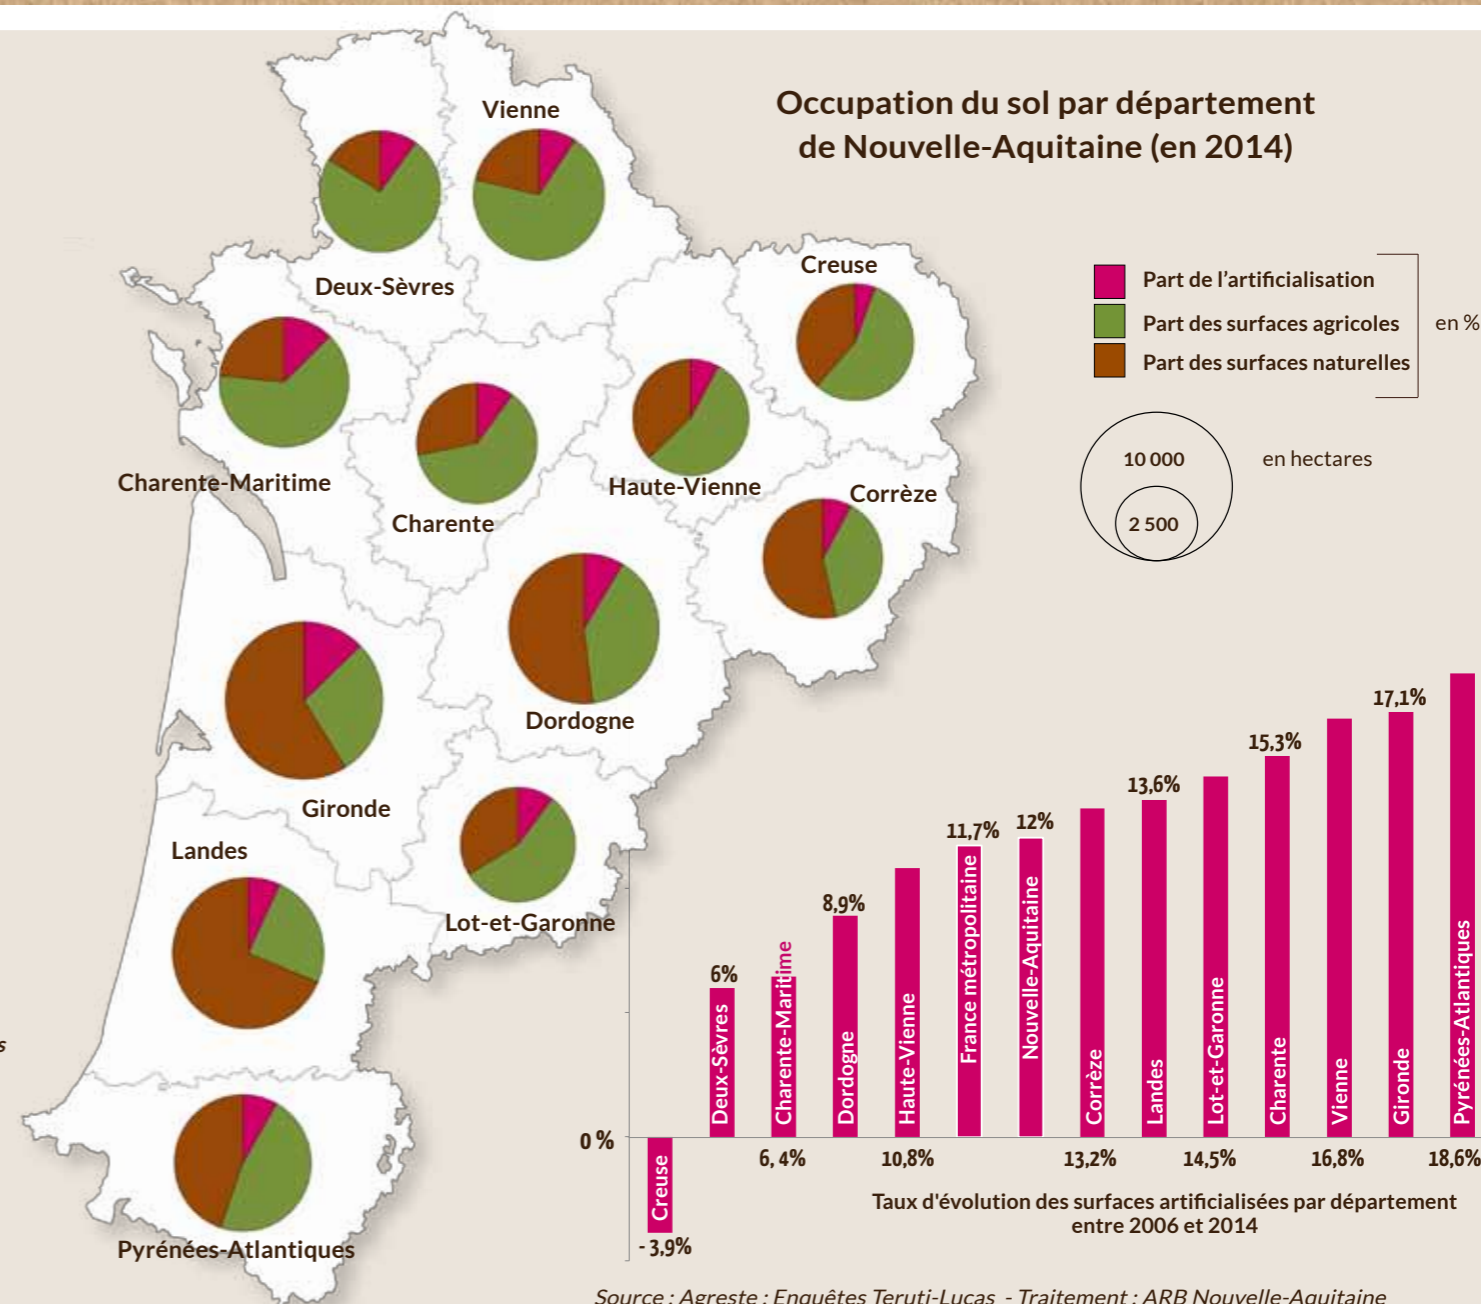 Occupation du sol par département
de Nouvelle-Aquitaine (en 2014)
Vienne
Deux-Sèvres
Creuse
Charente-Maritime
Charente
Haute-Vienne
Corrèze
Dordogne
Gironde
Landes
Lot-et-Garonne
Pyrénées-Atlantiques
Part de l'artificialisation
Part des surfaces agricoles
Part des surfaces naturelles
en %
10 000
2 500
en hectares
s
0 %
Creuse
- 3,9%
Deux-Sèvres
6%
Charente-Maritime
6, 4%
Dordogne
8,9%
Haute-Vienne
10,8%
France métropolitaine
11,7%
Nouvelle-Aquitaine
12%
Corrèze
13,2%
Landes
13,6%
Lot-et-Garonne
14,5%
Charente
15,3%
Vienne
16,8%
Gironde
17,1%
Pyrénées-Atlantiques
18,6%
Taux d'évolution des surfaces artificialisées par département
entre 2006 et 2014
Source : Agreste : Enquêtes Teruti-Lucas - Traitement : ARB Nouvelle-Aquitaine